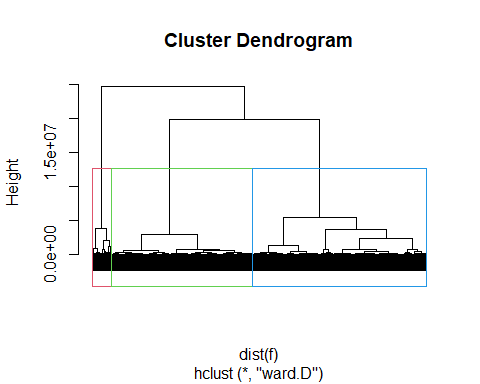 Cluster Dendrogram
Height
1.5e+07
0.0e+00
dist(f)
hclust (*, "ward.D")